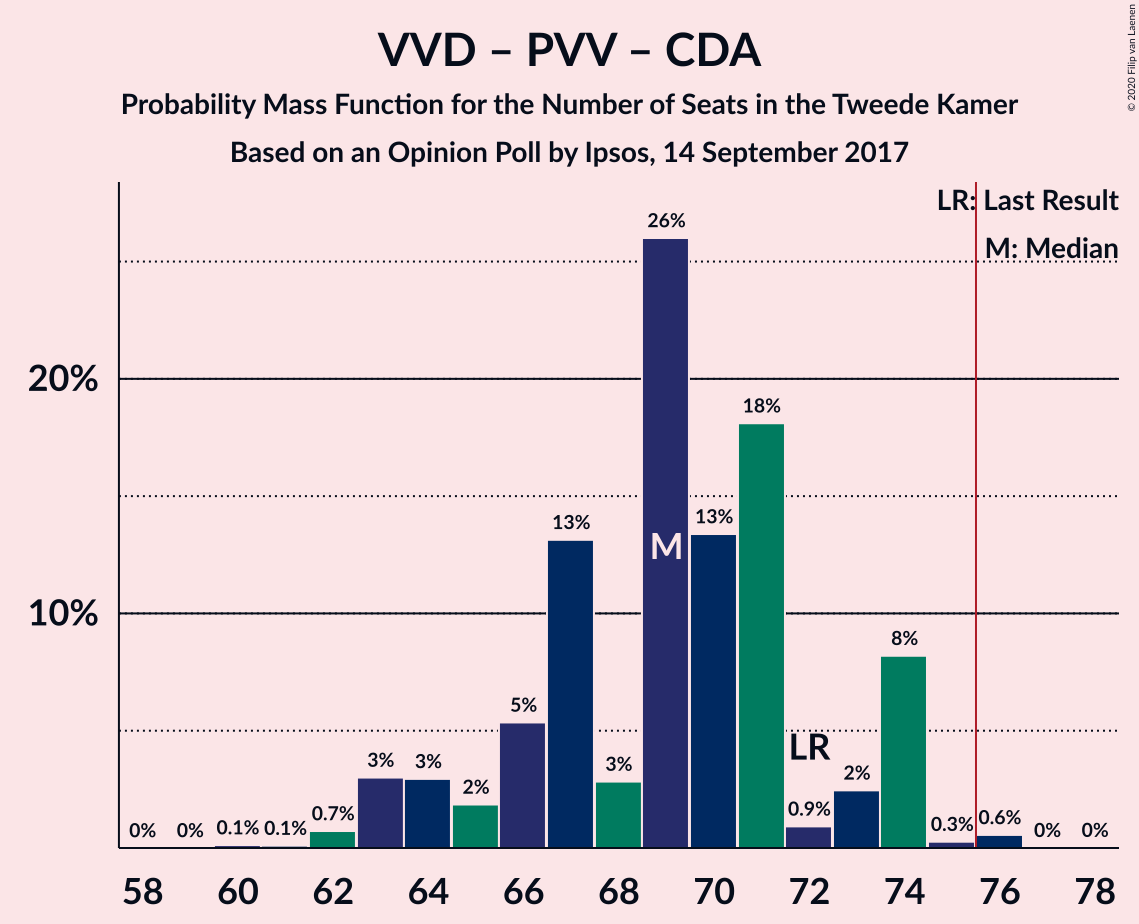 VVD – PVV – CDA
Probability Mass Function for the Number of Seats in the Tweede Kamer
Based on an Opinion Poll by Ipsos, 14 September 2017
© 2020 Filip van Laenen
LR: Last Result
M: Median
20%
10%
0%
0%
0.1%
0.1%
0.7%
3%
3%
2%
5%
13%
3%
26%
13%
18%
0.9%
2%
8%
0.3%
0.6%
0%
0%
M
LR
58 60 62 64 66 68 70 72 74 76 78